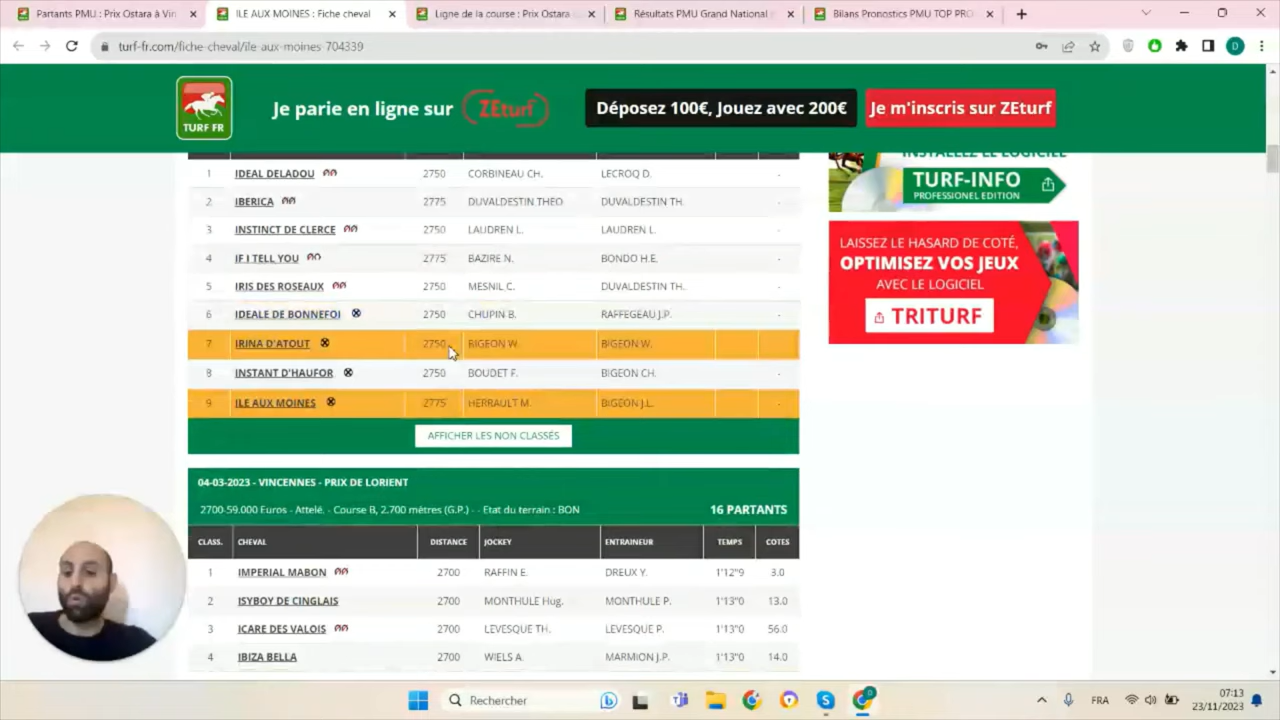 Partants PMU : Prix Ostara à Vin
ILE AUX MOINES : Fiche cheval
Ligne de la course : Prix Ostara
Résultats PMU Grand National
Bilans Pronostics PMU TOP PRO
turf-fr.com/fiche-cheval/ile-aux-moines-704339
D
TURF FR
Je parie en ligne sur ZEturf
Déposez 100€, Jouez avec 200€
Je m'inscris sur ZEturf
1 IDEAL DELADOU 2750 CORBINEAU CH. LECROQ D. -
2 IBERICA 2775 DUVALDESTIN THEO DUVALDESTIN TH. -
3 INSTINCT DE CLERCE 2750 LAUDREN L. LAUDREN L. -
4 IF I TELL YOU 2775 BAZIRE N. BONDO H.E. -
5 IRIS DES ROSEAUX 2750 MESNIL C. DUVALDESTIN TH. -
6 IDEALE DE BONNEFOI 2750 CHUPIN B. RAFFEGEAU J.P. -
7 IRINA D'ATOUT 2750 BIGEON W. BIGEON W. -
8 INSTANT D'HAUFOR 2750 BOUDET F. BIGEON CH. -
9 ILE AUX MOINES 2775 HERRAULT M. BIGEON J.L. -
AFFICHER LES NON CLASSÉS
INSTALLEZ LE LOGICIEL
TURF-INFO
PROFESSIONEL EDITION
LAISSEZ LE HASARD DE COTÉ,
OPTIMISEZ VOS JEUX
AVEC LE LOGICIEL
TRITURF
04-03-2023 - VINCENNES - PRIX DE LORIENT
2700-59.000 Euros - Attelé. - Course B, 2.700 mètres (G.P.) - - Etat du terrain : BON
16 PARTANTS
CLASS. CHEVAL DISTANCE JOCKEY ENTRAINEUR TEMPS COTES
1 IMPERIAL MABON 2700 RAFFIN E. DREUX Y. 1'12"9 3.0
2 ISYBOY DE CINGLAIS 2700 MONTHULE Hug. MONTHULE P. 1'13"0 13.0
3 ICARE DES VALOIS 2700 LEVESQUE TH. LEVESQUE P. 1'13"0 56.0
4 IBIZA BELLA 2700 WIELS A. MARMION J.P. 1'13"0 14.0
Rechercher
FRA
07:13
23/11/2023